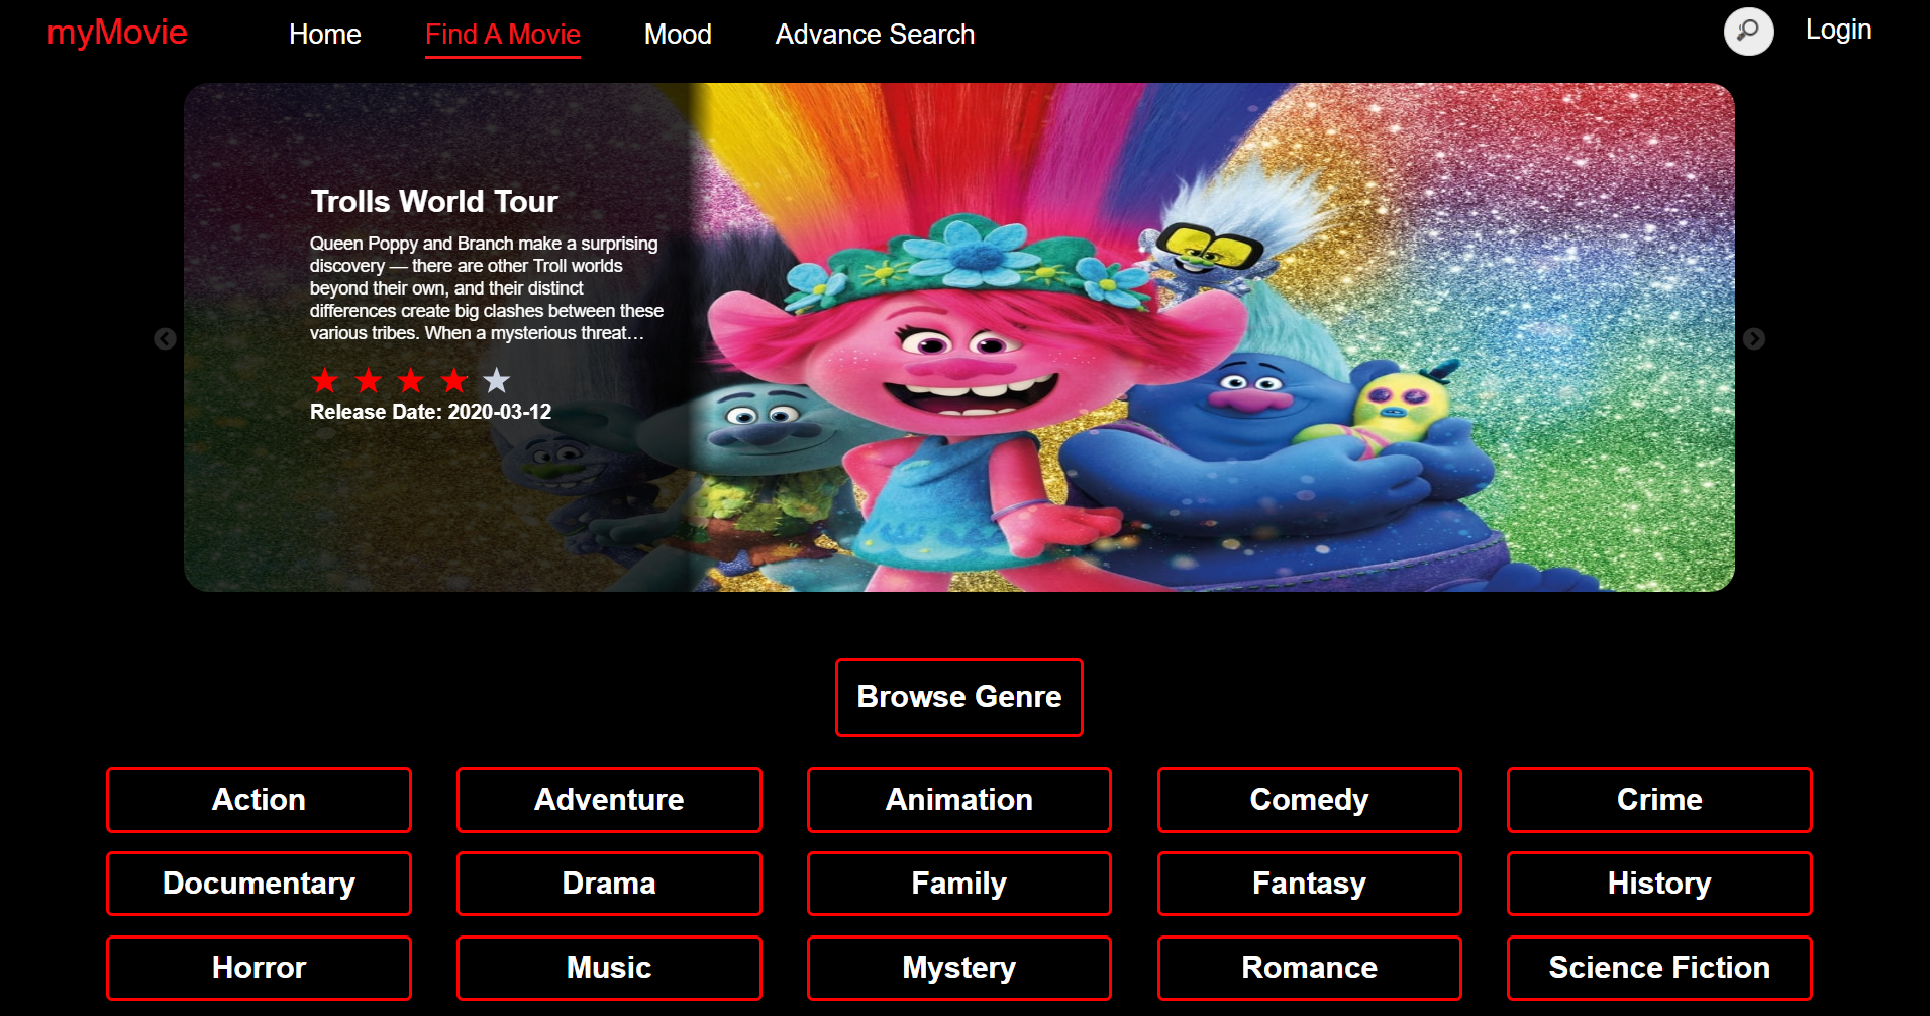 myMovie Home Find A Movie Mood Advance Search Login
Trolls World Tour
Queen Poppy and Branch make a surprising
discovery — there are other Troll worlds
beyond their own, and their distinct
differences create big clashes between these
various tribes. When a mysterious threat...
Release Date: 2020-03-12
Browse Genre
Action Adventure Animation Comedy Crime
Documentary Drama Family Fantasy History
Horror Music Mystery Romance Science Fiction